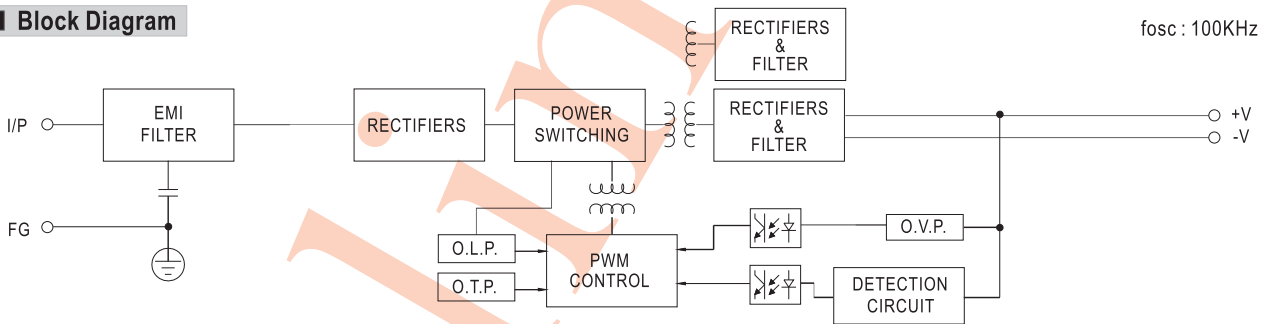 Block Diagram
fosc : 100KHz
RECTIFIERS
&
FILTER
I/P
EMI
FILTER
RECTIFIERS
POWER
SWITCHING
RECTIFIERS
&
FILTER
+V
-V
FG
O.L.P.
O.T.P.
PWM
CONTROL
O.V.P.
DETECTION
CIRCUIT